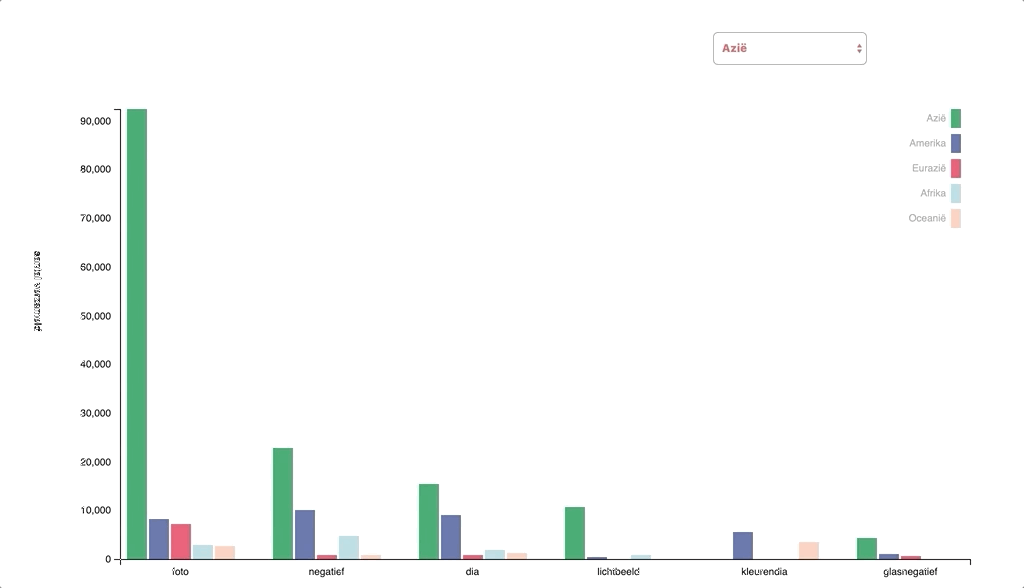 Azië
90,000
80,000
70,000
60,000
50,000
40,000
30,000
20,000
10,000
0
Azië
Amerika
Eurazië
Afrika
Oceanië
foto
negatief
dia
lichtbeeld
kleurendia
glasnegatief